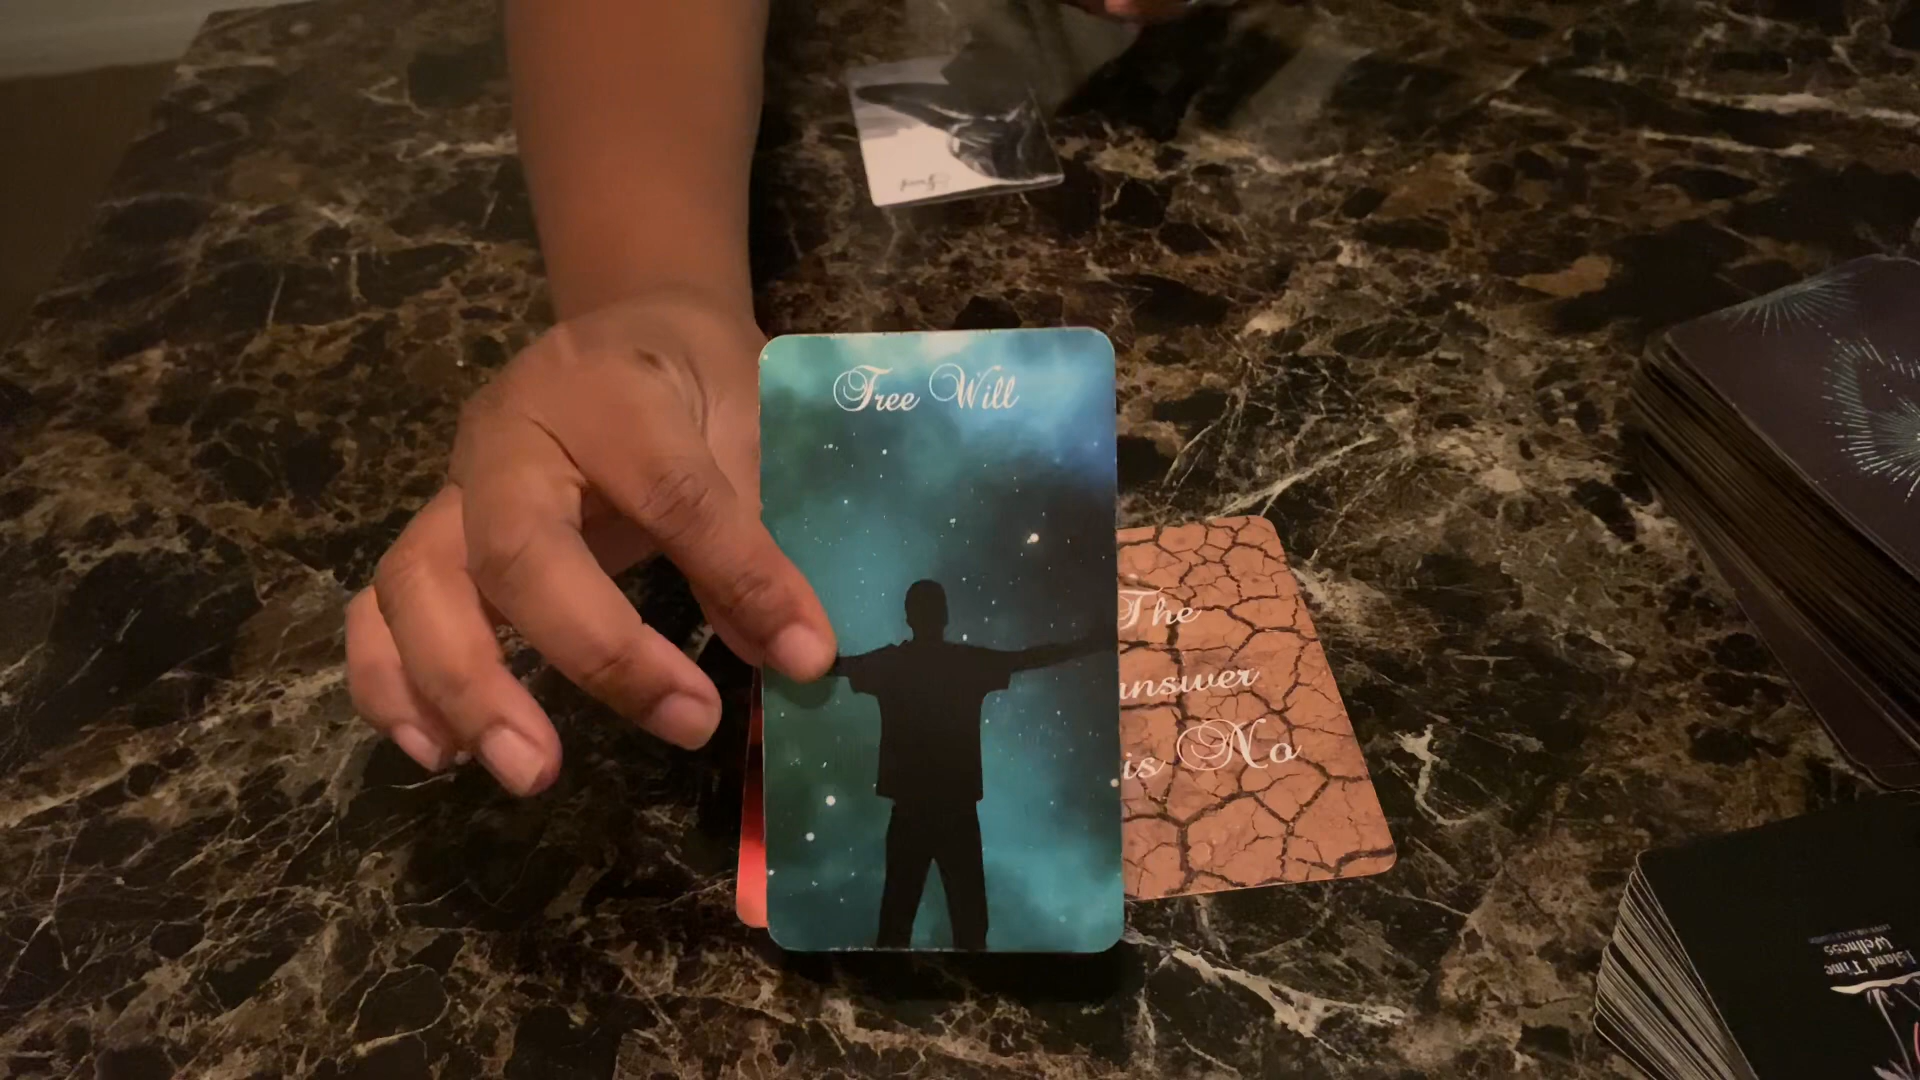 Free Will
The
answer
is No
Island Time
Wellness